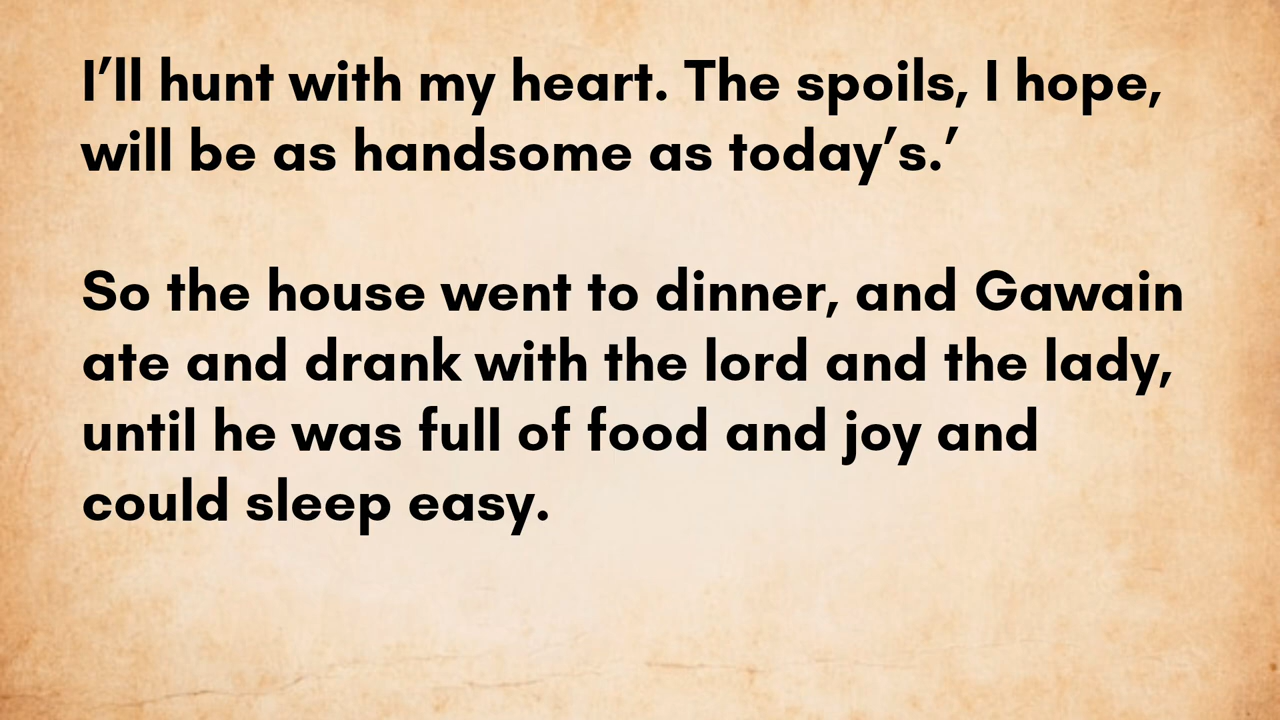 I’ll hunt with my heart. The spoils, I hope,
will be as handsome as today’s.’
So the house went to dinner, and Gawain
ate and drank with the lord and the lady,
until he was full of food and joy and
could sleep easy.